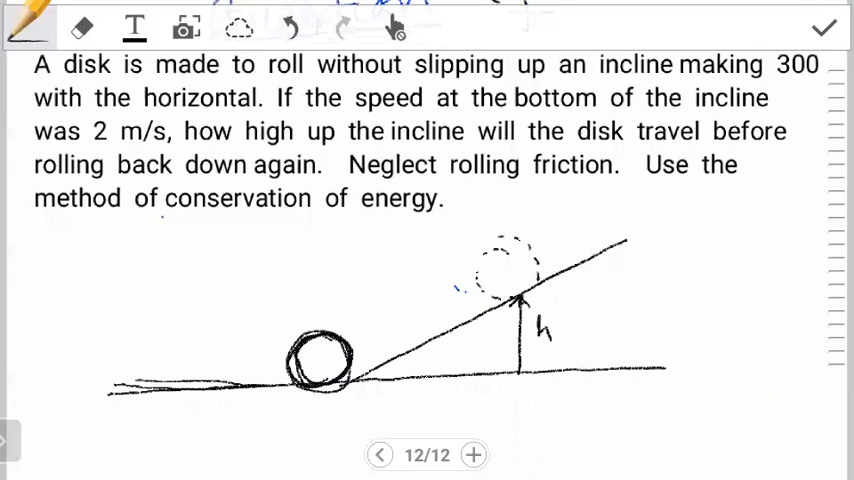 T
A disk is made to roll without slipping up an incline making 300
with the horizontal. If the speed at the bottom of the incline
was 2 m/s, how high up the incline will the disk travel before
rolling back down again. Neglect rolling friction. Use the
method of conservation of energy.
h
12/12